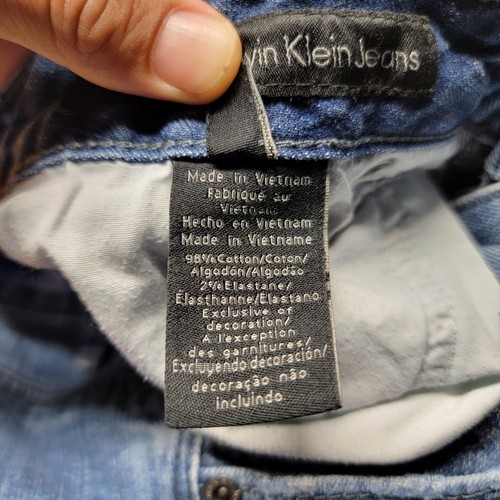 vin Klein Jeans
Made in Vietnam
Fabriqué au
Vietnam
Hecho en Vietnam
Made in Vietname
98% Cotton/Coton/
Algodón/Algodão
2% Elastane/
Elasthanne/Elastano
Exclusive of
decoration/
A l'exception
des garnitures/
Excluyendo decoración/
decoração não
incluindo